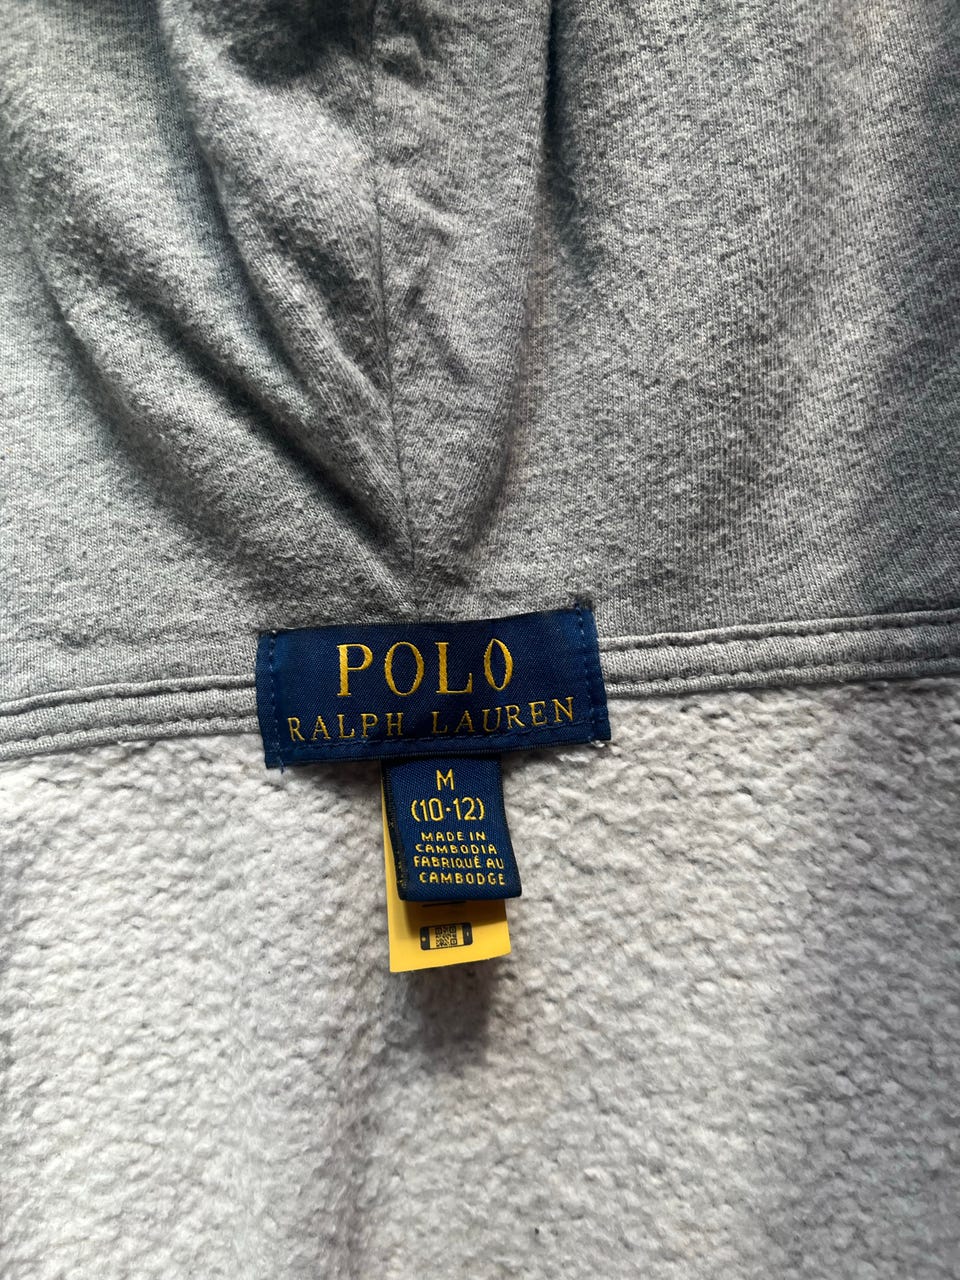 POLO
RALPH LAUREN
M
(10-12)
MADE IN
CAMBODIA
FABRIQUÉ AU
CAMBODGE